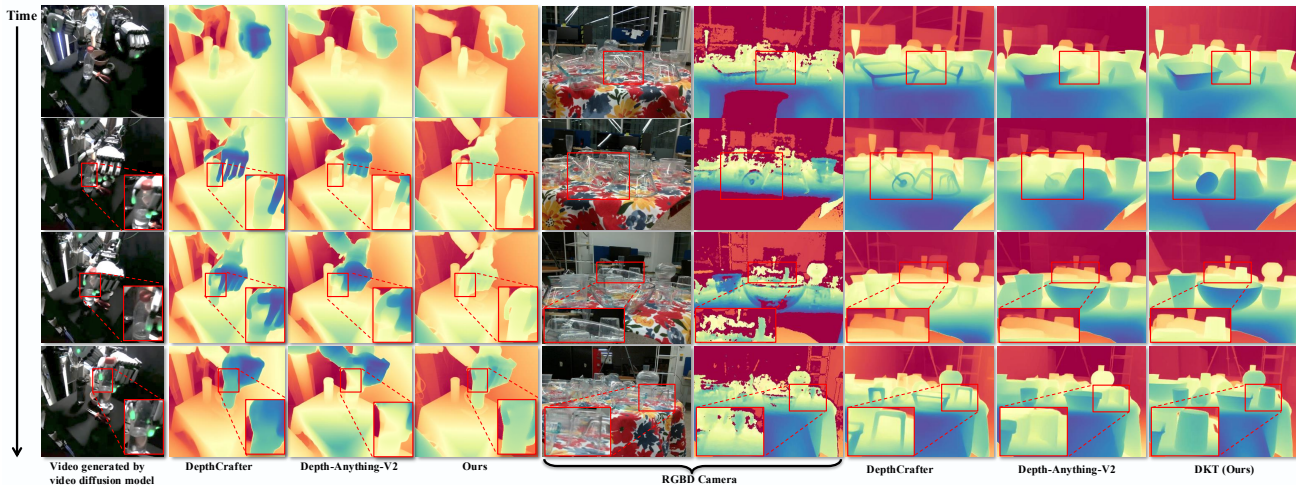 Time
Video generated by
video diffusion model
DepthCrafter
Depth-Anything-V2
Ours
RGBD Camera
DepthCrafter
Depth-Anything-V2
DKT (Ours)